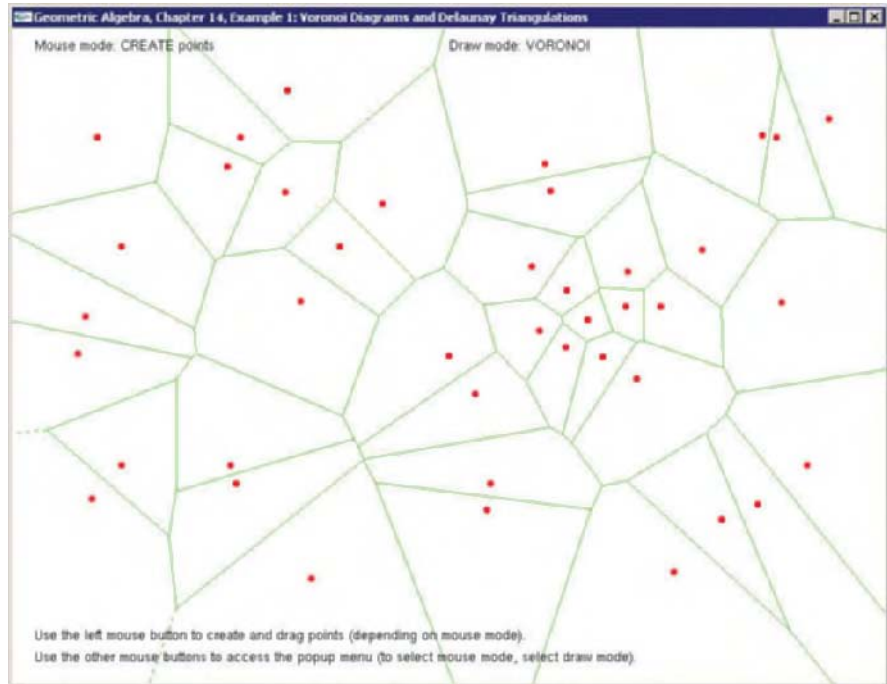 Geometric Algebra, Chapter 14, Example 1: Voronoi Diagrams and Delaunay Triangulations
Mouse mode: CREATE points
Draw mode: VORONOI
Use the left mouse button to create and drag points (depending on mouse mode).
Use the other mouse buttons to access the popup menu (to select mouse mode, select draw mode).